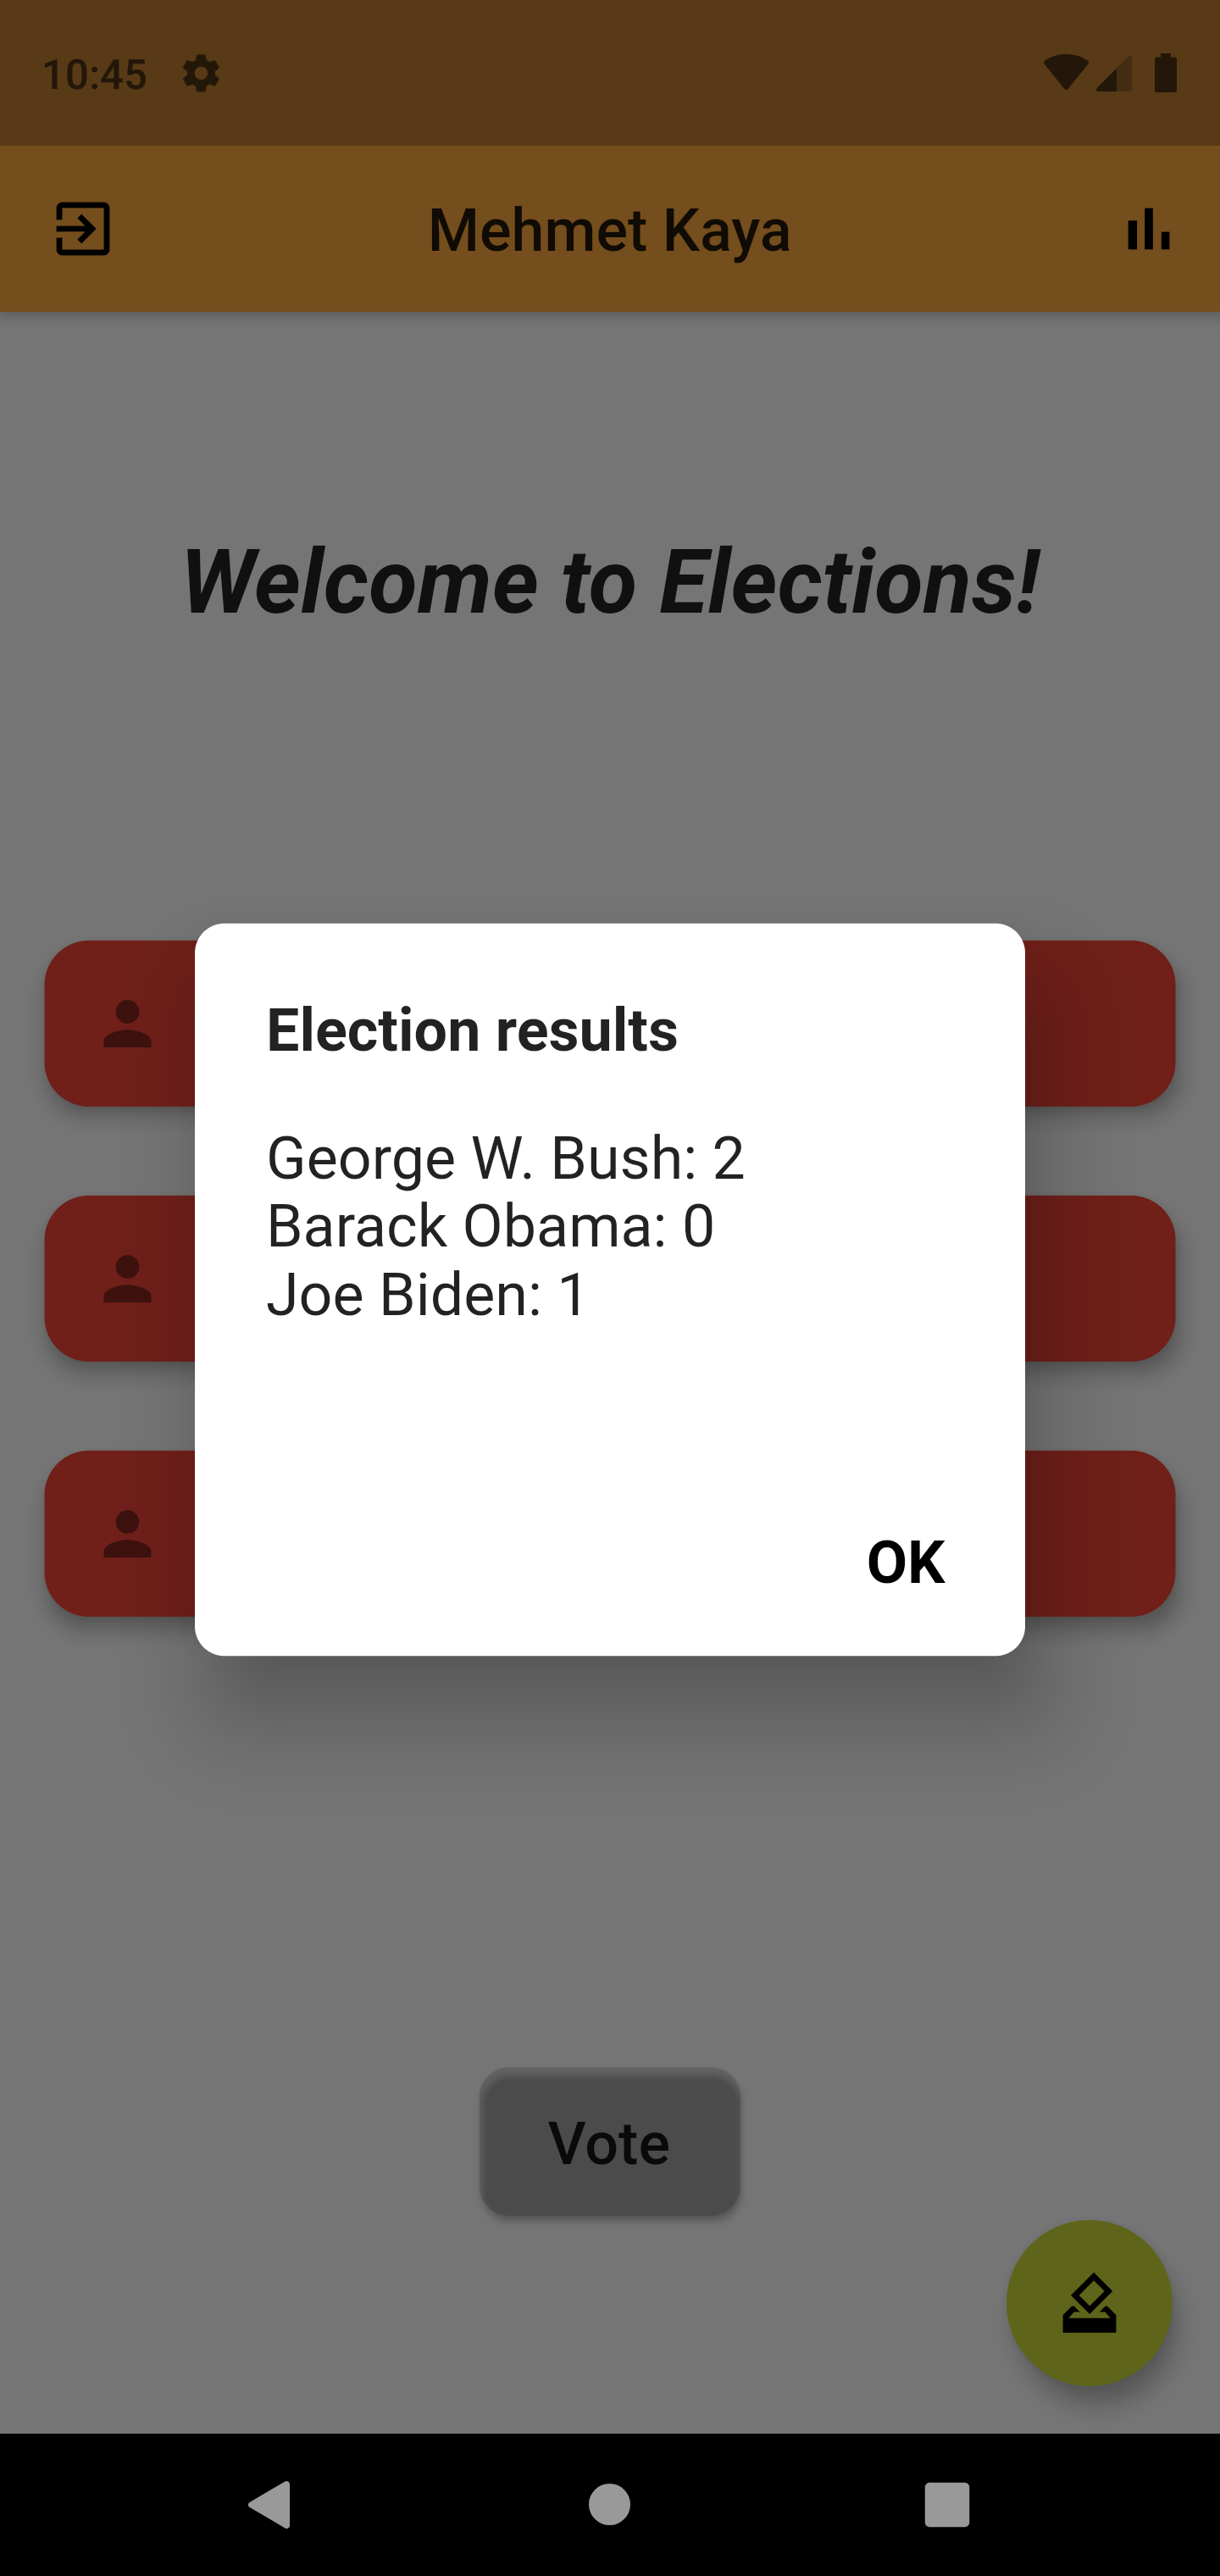 10:45
Mehmet Kaya
Welcome to Elections!
Election results
George W. Bush: 2
Barack Obama: 0
Joe Biden: 1
OK
Vote